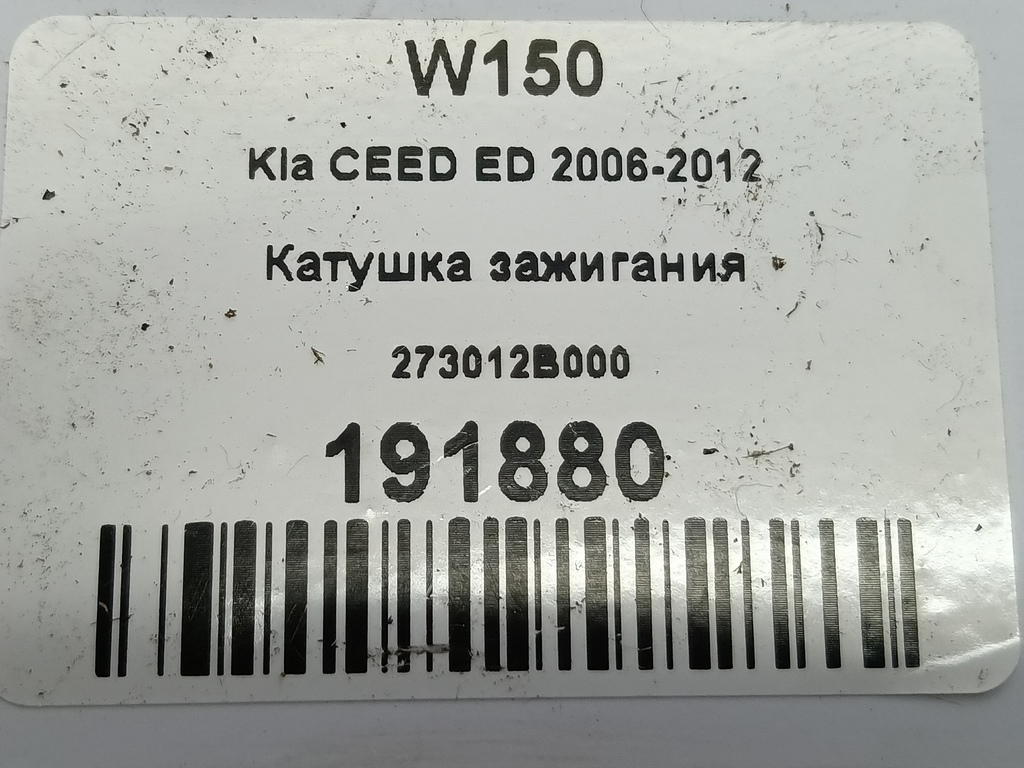 W150
Kia CEED ED 2006-2012
Катушка зажигания
273012B000
191880